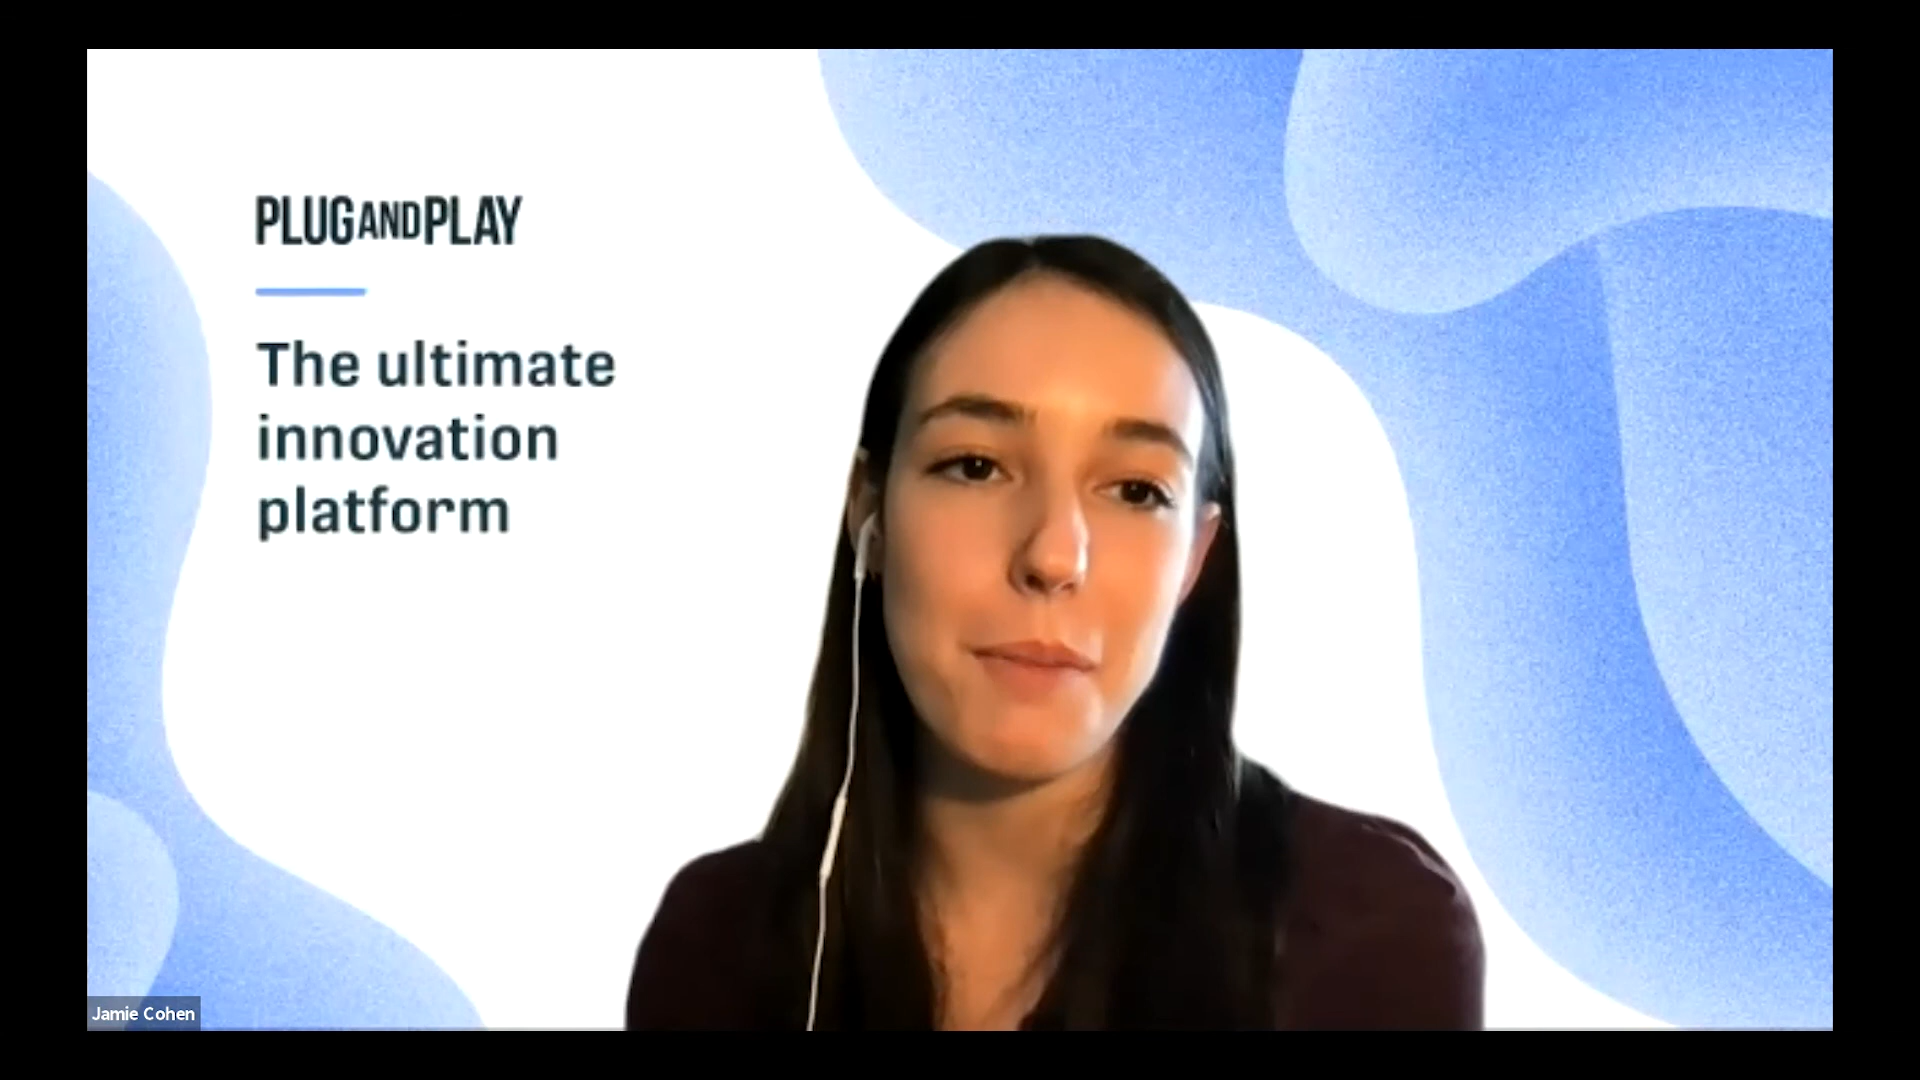 PLUGANDPLAY
The ultimate
innovation
platform
Jamie Cohen